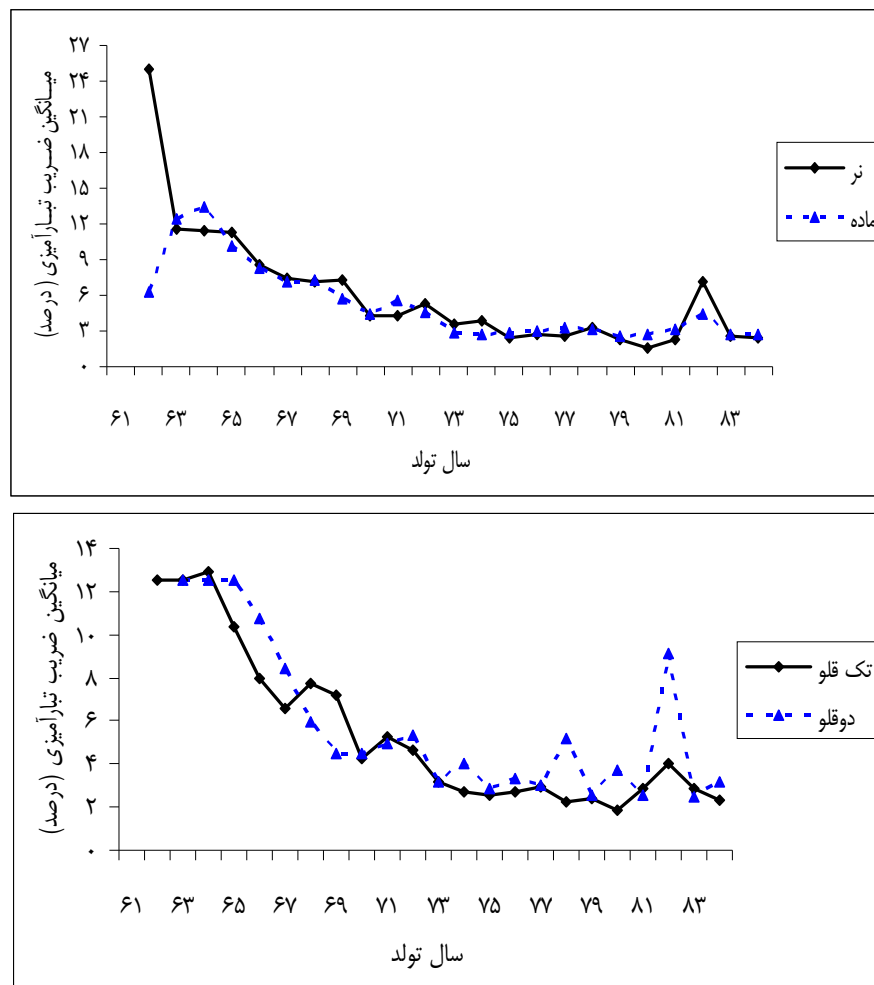 ۲۷
۲۴
۲۱
۱۸
۱۵
۱۲
۹
۶
۳
۰
میانگین ضریب تبارآمیزی ( درصد)
۶۱ ۶۳ ۶۵ ۶۷ ۶۹ ۷۱ ۷۳ ۷۵ ۷۷ ۷۹ ۸۱ ۸۳
سال تولد
نر
ماده
۱۴
۱۲
۱۰
۸
۶
۴
۲
۰
میانگین ضریب تبارآمیزی (درصد)
۶۱ ۶۳ ۶۵ ۶۷ ۶۹ ۷۱ ۷۳ ۷۵ ۷۷ ۷۹ ۸۱ ۸۳
سال تولد
تک قلو
دوقلو